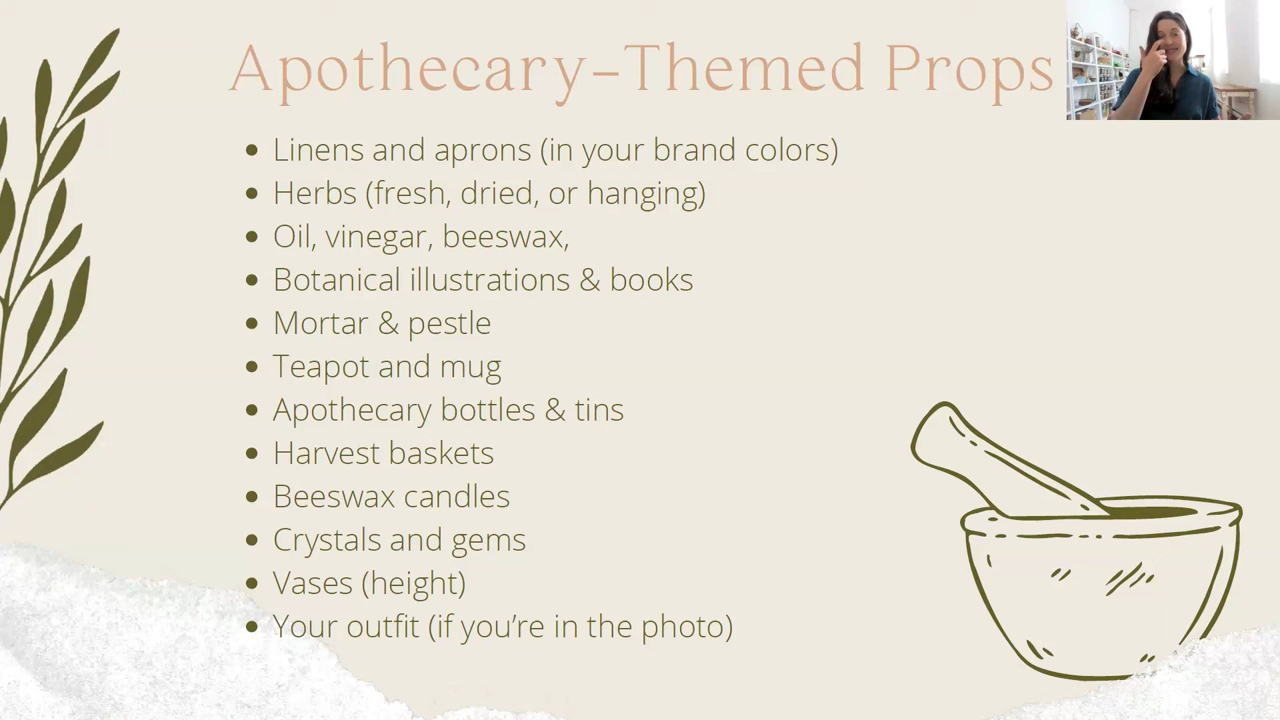 Apothecary-Themed Props
• Linens and aprons (in your brand colors)
• Herbs (fresh, dried, or hanging)
• Oil, vinegar, beeswax,
• Botanical illustrations & books
• Mortar & pestle
• Teapot and mug
• Apothecary bottles & tins
• Harvest baskets
• Beeswax candles
• Crystals and gems
• Vases (height)
• Your outfit (if you’re in the photo)